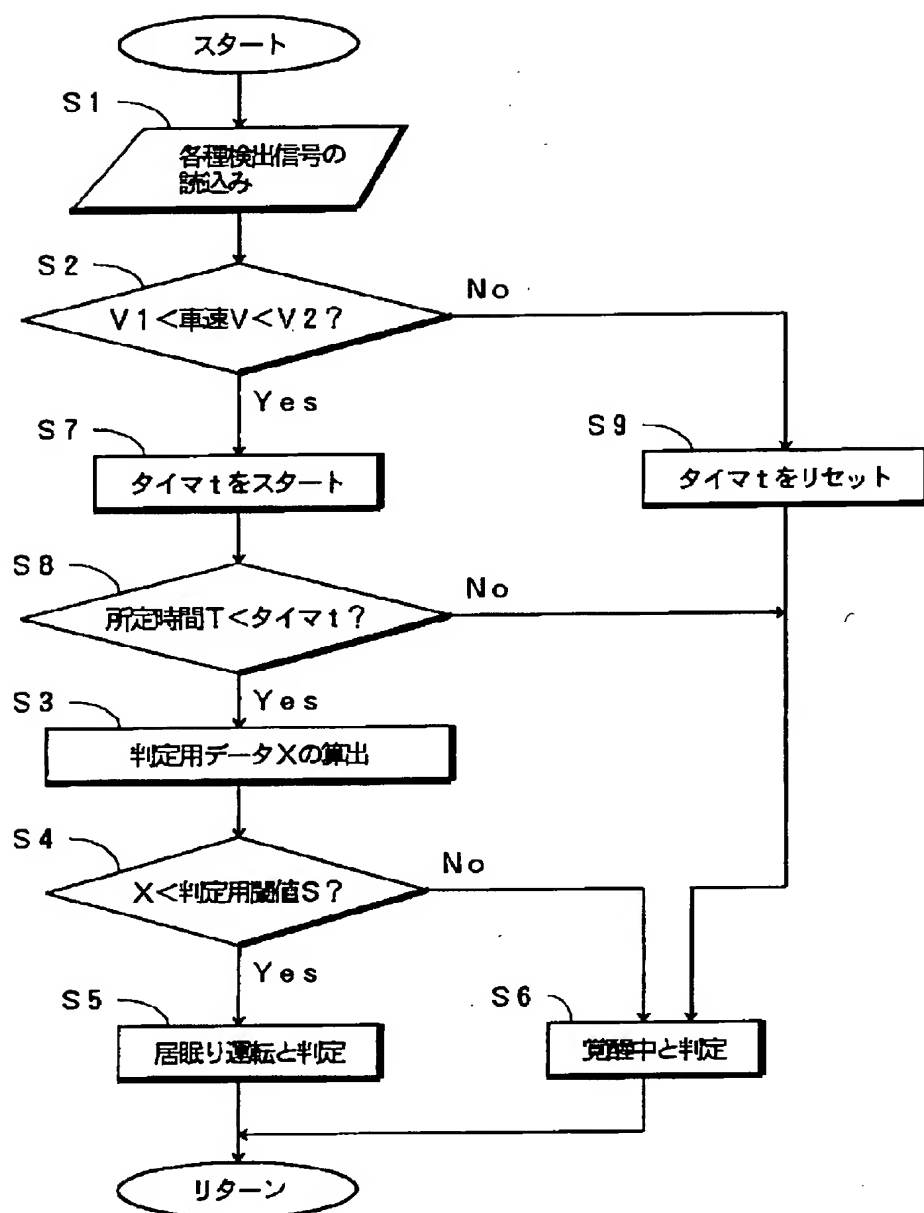 スタート
S1
各種検出信号の
読込み
S2
V1<車速V<V2?
No
Yes
S7
タイマtをスタート
S9
タイマtをリセット
S8
所定時間T<タイマt?
No
Yes
S3
判定用データXの算出
S4
X<判定用閾値S?
No
Yes
S5
居眠り運転と判定
S6
覚醒中と判定
リターン